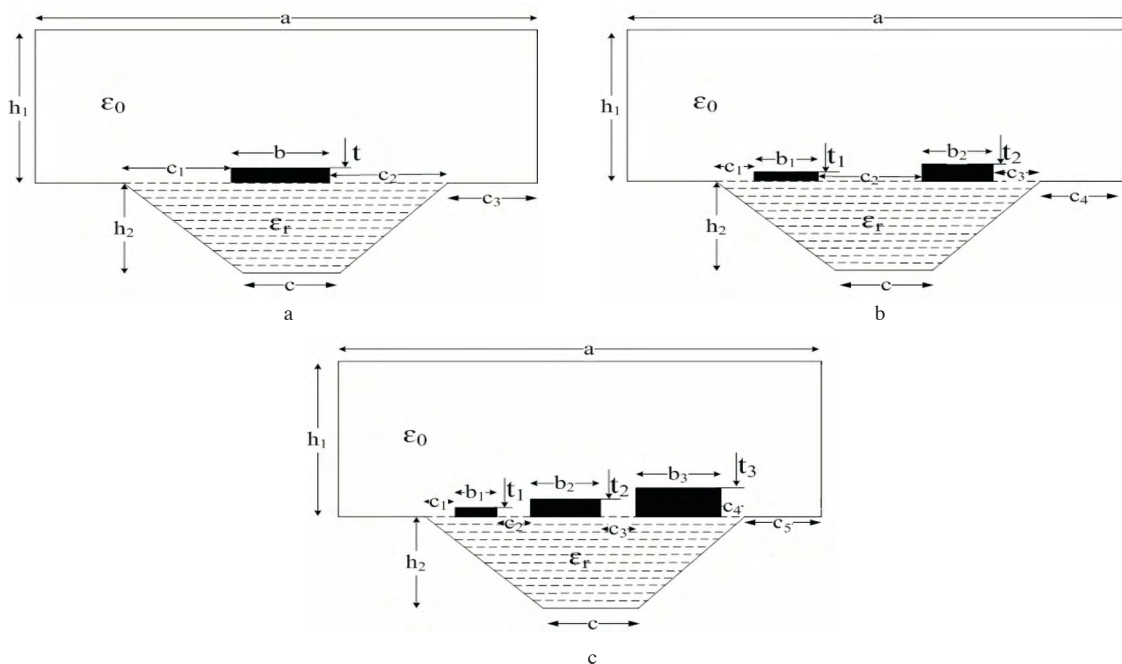 a
h₁
ε₀
b
t
c₁
c₂
c₃
h₂
εᵣ
c
a
a
h₁
ε₀
b₁
t₁
b₂
t₂
c₁
c₂
c₃
c₄
h₂
εᵣ
c
b
a
h₁
ε₀
b₁
t₁
b₂
t₂
b₃
t₃
c₁
c₂
c₃
c₄
c₅
h₂
εᵣ
c
c